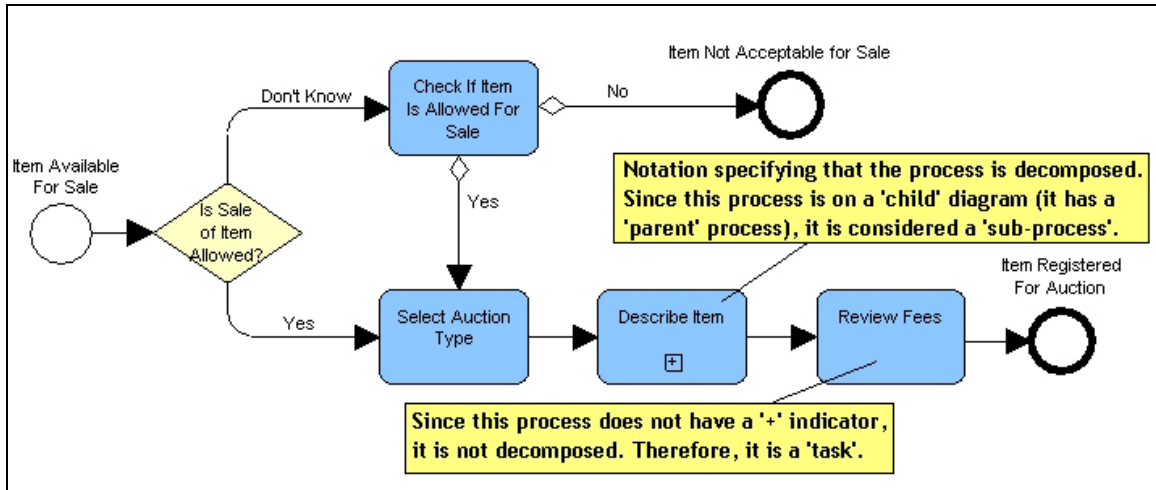 Item Available
For Sale
Is Sale
of Item
Allowed?
Don't Know
Check If Item
Is Allowed For
Sale
No
Item Not Acceptable for Sale
Yes
Yes
Select Auction
Type
Notation specifying that the process is decomposed.
Since this process is on a 'child' diagram (it has a
'parent' process), it is considered a 'sub-process'.
Describe Item
+
Review Fees
Item Registered
For Auction
Since this process does not have a '+' indicator,
it is not decomposed. Therefore, it is a 'task'.